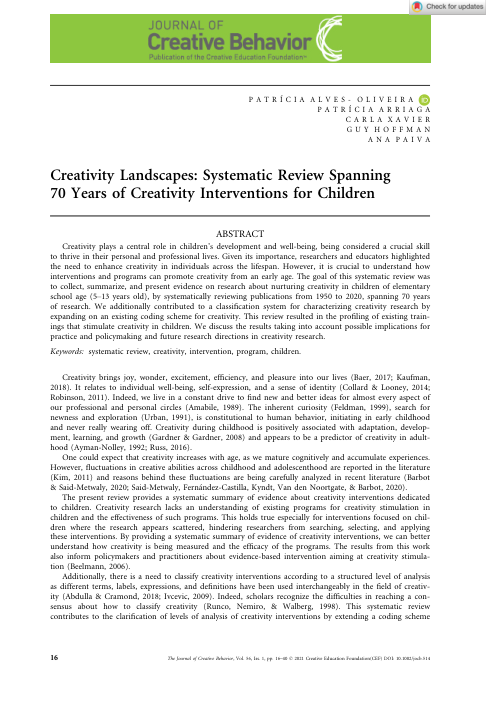 Check for updates
JOURNAL OF
Creative Behavior
Publication of the Creative Education Foundation
PATRÍCIA ALVES-OLIVEIRA iD
PATRÍCIA ARRIAGA
CARLA XAVIER
GUY HOFFMAN
ANA PAIVA
Creativity Landscapes: Systematic Review Spanning
70 Years of Creativity Interventions for Children
ABSTRACT
Creativity plays a central role in children's development and well-being, being considered a crucial skill
to thrive in their personal and professional lives. Given its importance, researchers and educators highlighted
the need to enhance creativity in individuals across the lifespan. However, it is crucial to understand how
interventions and programs can promote creativity from an early age. The goal of this systematic review was
to collect, summarize, and present evidence on research about nurturing creativity in children of elementary
school age (5–13 years old), by systematically reviewing publications from 1950 to 2020, spanning 70 years
of research. We additionally contributed to a classification system for characterizing creativity research by
expanding on an existing coding scheme for creativity. This review resulted in the profiling of existing train-
ings that stimulate creativity in children. We discuss the results taking into account possible implications for
practice and policymaking and future research directions in creativity research.
Keywords: systematic review, creativity, intervention, program, children.
Creativity brings joy, wonder, excitement, efficiency, and pleasure into our lives (Baer, 2017; Kaufman,
2018). It relates to individual well-being, self-expression, and a sense of identity (Collard & Looney, 2014;
Robinson, 2011). Indeed, we live in a constant drive to find new and better ideas for almost every aspect of
our professional and personal circles (Amabile, 1989). The inherent curiosity (Feldman, 1999), search for
newness and exploration (Urban, 1991), is constitutional to human behavior, initiating in early childhood
and never really wearing off. Creativity during childhood is positively associated with adaptation, develop-
ment, learning, and growth (Gardner & Gardner, 2008) and appears to be a predictor of creativity in adult-
hood (Ayman-Nolley, 1992; Russ, 2016).
One could expect that creativity increases with age, as we mature cognitively and accumulate experiences.
However, fluctuations in creative abilities across childhood and adolescenthood are reported in the literature
(Kim, 2011) and reasons behind these fluctuations are being carefully analyzed in recent literature (Barbot
& Said-Metwaly, 2020; Said-Metwaly, Fernández-Castilla, Kyndt, Van den Noortgate, & Barbot, 2020).
The present review provides a systematic summary of evidence about creativity interventions dedicated
to children. Creativity research lacks an understanding of existing programs for creativity stimulation in
children and the effectiveness of such programs. This holds true especially for interventions focused on chil-
dren where the research appears scattered, hindering researchers from searching, selecting, and applying
these interventions. By providing a systematic summary of evidence of creativity interventions, we can better
understand how creativity is being measured and the efficacy of the programs. The results from this work
also inform policymakers and practitioners about evidence-based intervention aiming at creativity stimula-
tion (Beelmann, 2006).
Additionally, there is a need to classify creativity interventions according to a structured level of analysis
as different terms, labels, expressions, and definitions have been used interchangeably in the field of creativ-
ity (Abdulla & Cramond, 2018; Ivcevic, 2009). Indeed, scholars recognize the difficulties in reaching a con-
sensus about how to classify creativity (Runco, Nemiro, & Walberg, 1998). This systematic review
contributes to the clarification of levels of analysis of creativity interventions by extending a coding scheme
16
The Journal of Creative Behavior, Vol. 56, Iss. 1, pp. 16–40 © 2021 Creative Education Foundation(CEF) DOI: 10.1002/jocb.514